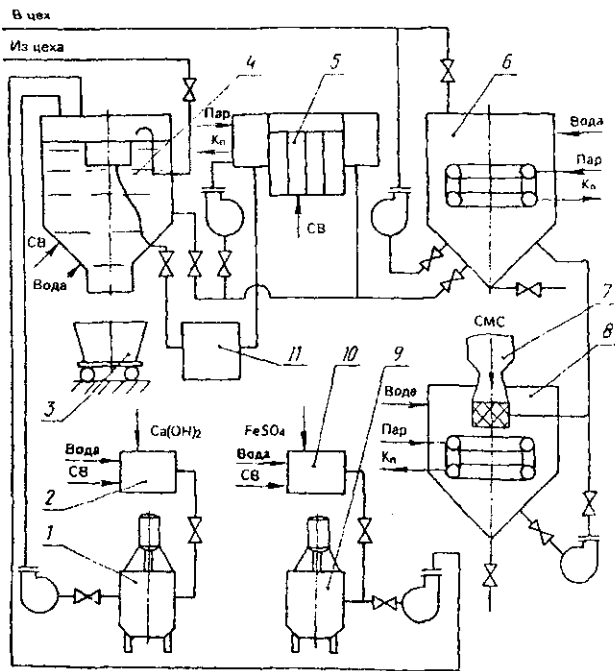 В цех
Из цеха
4
5
6
Пар
Кп
Вода
Пар
Кп
СВ
СВ
Вода
7
СМС
8
3
11
10
9
Вода
Ca(OH)2
FeSO4
Пар
Кп
Вода
СВ
Вода
СВ
2
1